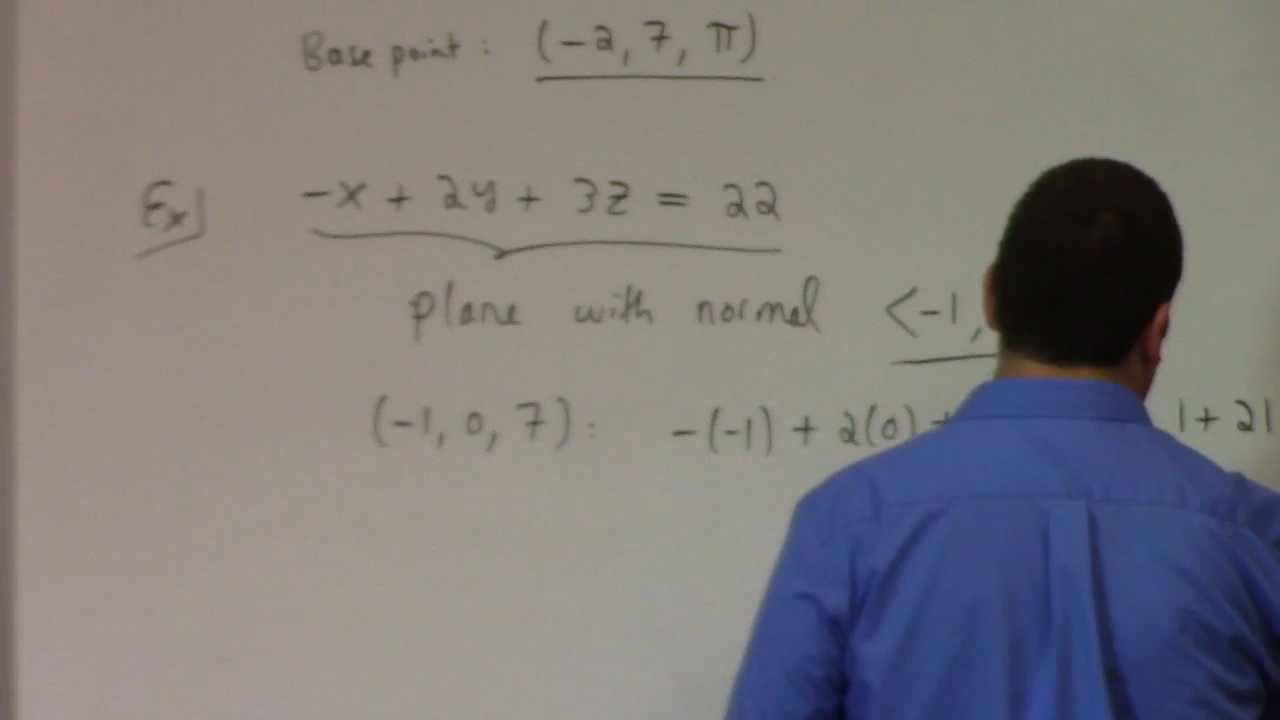 Base point : (-2, 7, π)
Ex] -x + 2y + 3z = 22
plane with normal <-1,
(-1, 0, 7) : -(-1) + 2(0) + 1 + 21